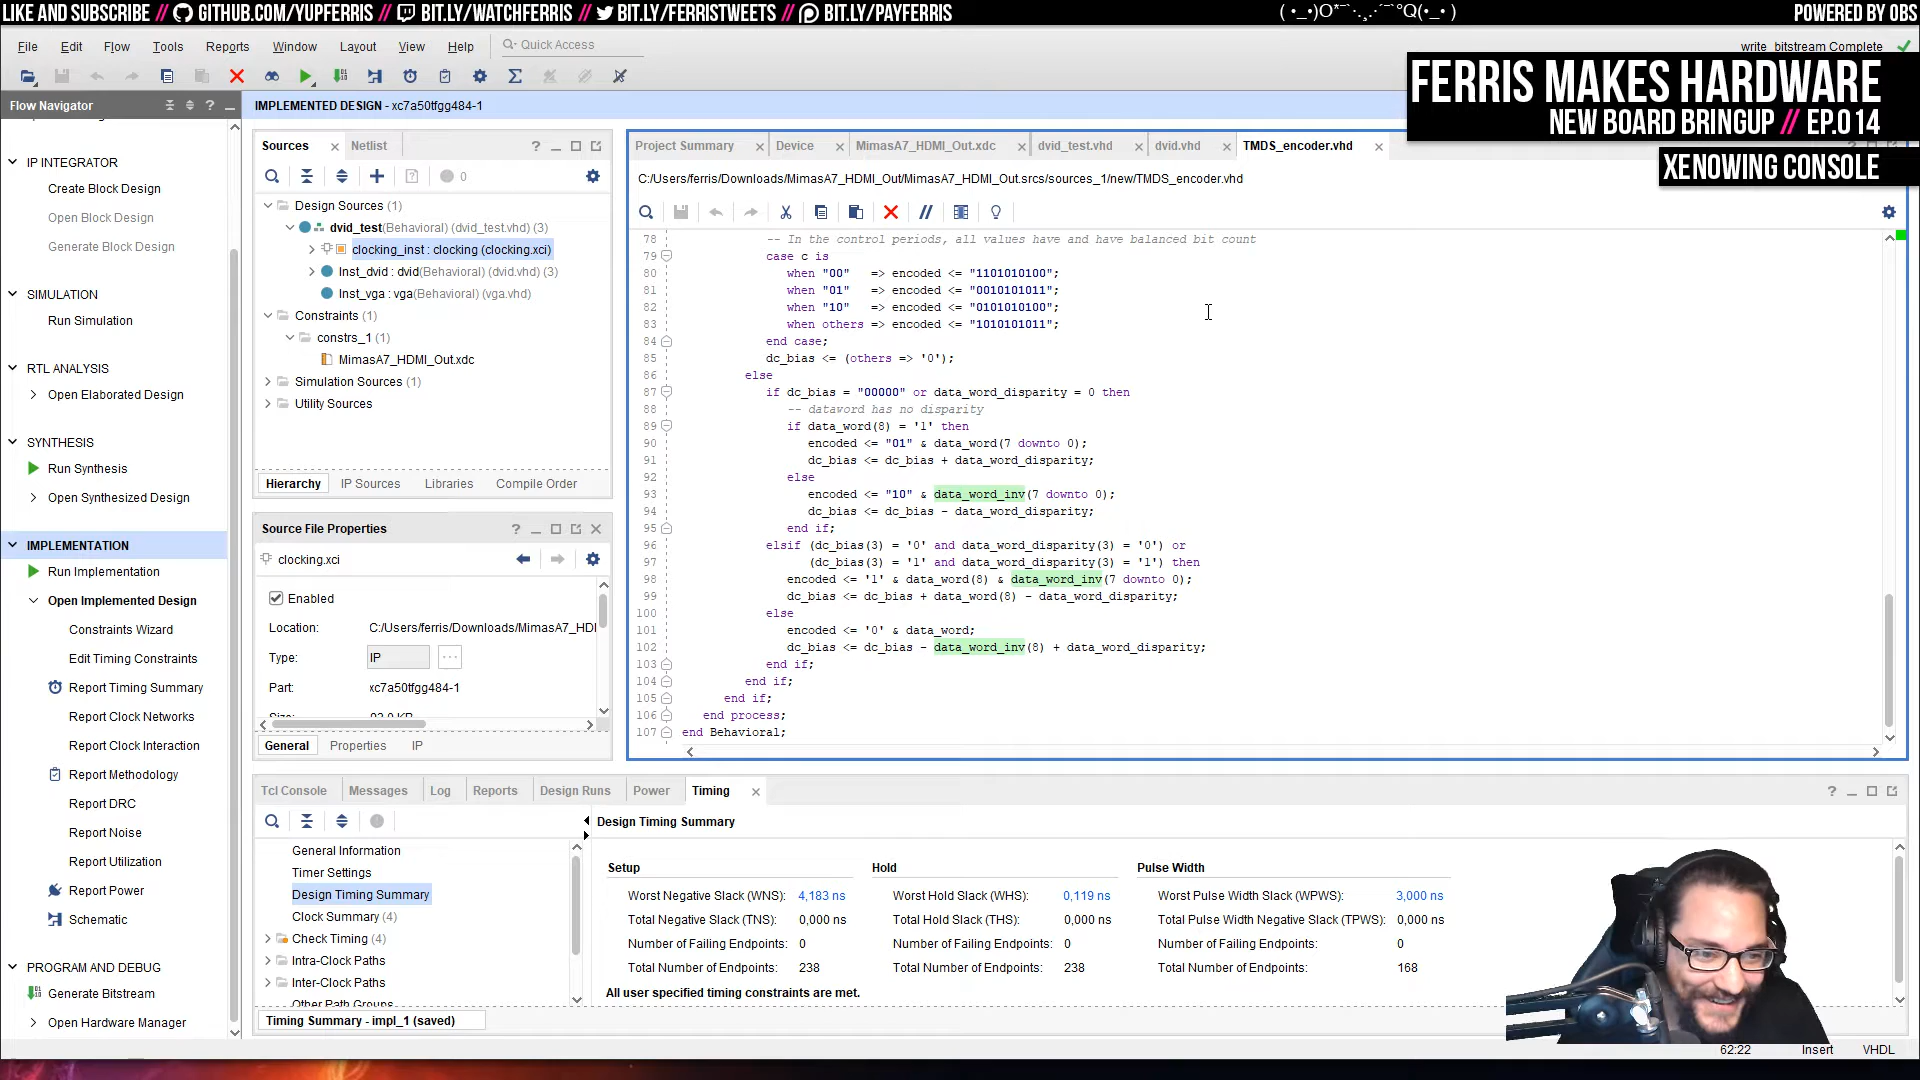 LIKE AND SUBSCRIBE // GITHUB.COM/YUPFERRIS // BIT.LY/WATCHFERRIS // BIT.LY/FERRISTWEETS // BIT.LY/PAYFERRIS
POWERED BY OBS
File Edit Flow Tools Reports Window Layout View Help Quick Access
write_bitstream Complete
FERRIS MAKES HARDWARE
NEW BOARD BRINGUP // EP.014
XENOWING CONSOLE
Flow Navigator
IP INTEGRATOR
Create Block Design
Open Block Design
Generate Block Design
SIMULATION
Run Simulation
RTL ANALYSIS
Open Elaborated Design
SYNTHESIS
Run Synthesis
Open Synthesized Design
IMPLEMENTATION
Run Implementation
Open Implemented Design
Constraints Wizard
Edit Timing Constraints
Report Timing Summary
Report Clock Networks
Report Clock Interaction
Report Methodology
Report DRC
Report Noise
Report Utilization
Report Power
Schematic
PROGRAM AND DEBUG
Generate Bitstream
Open Hardware Manager
IMPLEMENTED DESIGN - xc7a50tfgg484-1
Sources Netlist
0
Design Sources (1)
dvid_test(Behavioral) (dvid_test.vhd) (3)
clocking_inst : clocking (clocking.xci)
Inst_dvid : dvid(Behavioral) (dvid.vhd) (3)
Inst_vga : vga(Behavioral) (vga.vhd)
Constraints (1)
constrs_1 (1)
MimasA7_HDMI_Out.xdc
Simulation Sources (1)
Utility Sources
Hierarchy IP Sources Libraries Compile Order
Source File Properties
clocking.xci
Enabled
Location: C:/Users/ferris/Downloads/MimasA7_HDI
Type: IP
Part: xc7a50tfgg484-1
General Properties IP
Project Summary Device MimasA7_HDMI_Out.xdc dvid_test.vhd dvid.vhd TMDS_encoder.vhd
C:/Users/ferris/Downloads/MimasA7_HDMI_Out/MimasA7_HDMI_Out.srcs/sources_1/new/TMDS_encoder.vhd
78 -- In the control periods, all values have and have balanced bit count
79 case c is
80 when "00" => encoded <= "1101010100";
81 when "01" => encoded <= "0010101011";
82 when "10" => encoded <= "0101010100";
83 when others => encoded <= "1010101011";
84 end case;
85 dc_bias <= (others => '0');
86 else
87 if dc_bias = "00000" or data_word_disparity = 0 then
88 -- dataword has no disparity
89 if data_word(8) = '1' then
90 encoded <= "01" & data_word(7 downto 0);
91 dc_bias <= dc_bias + data_word_disparity;
92 else
93 encoded <= "10" & data_word_inv(7 downto 0);
94 dc_bias <= dc_bias - data_word_disparity;
95 end if;
96 elsif (dc_bias(3) = '0' and data_word_disparity(3) = '0') or
97 (dc_bias(3) = '1' and data_word_disparity(3) = '1') then
98 encoded <= '1' & data_word(8) & data_word_inv(7 downto 0);
99 dc_bias <= dc_bias + data_word(8) - data_word_disparity;
100 else
101 encoded <= '0' & data_word;
102 dc_bias <= dc_bias - data_word_inv(8) + data_word_disparity;
103 end if;
104 end if;
105 end if;
106 end process;
107 end Behavioral;
Tcl Console Messages Log Reports Design Runs Power Timing
General Information
Timer Settings
Design Timing Summary
Clock Summary (4)
Check Timing (4)
Intra-Clock Paths
Inter-Clock Paths
Other Path Groups
Timing Summary - impl_1 (saved)
Design Timing Summary
Setup Hold Pulse Width
Worst Negative Slack (WNS): 4,183 ns Worst Hold Slack (WHS): 0,119 ns Worst Pulse Width Slack (WPWS): 3,000 ns
Total Negative Slack (TNS): 0,000 ns Total Hold Slack (THS): 0,000 ns Total Pulse Width Negative Slack (TPWS): 0,000 ns
Number of Failing Endpoints: 0 Number of Failing Endpoints: 0 Number of Failing Endpoints: 0
Total Number of Endpoints: 238 Total Number of Endpoints: 238 Total Number of Endpoints: 168
All user specified timing constraints are met.
62:22 Insert VHDL